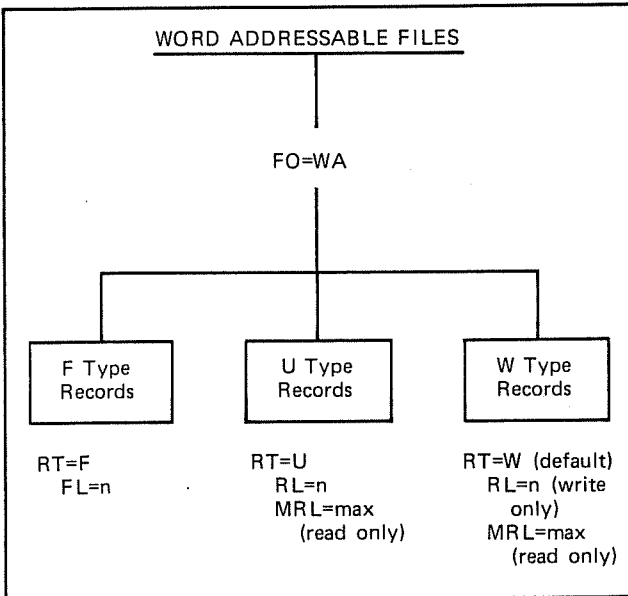 WORD ADDRESSABLE FILES
FO=WA
F Type
Records
U Type
Records
W Type
Records
RT=F
FL=n
RT=U
RL=n
MRL=max
(read only)
RT=W (default)
RL=n (write
only)
MRL=max
(read only)